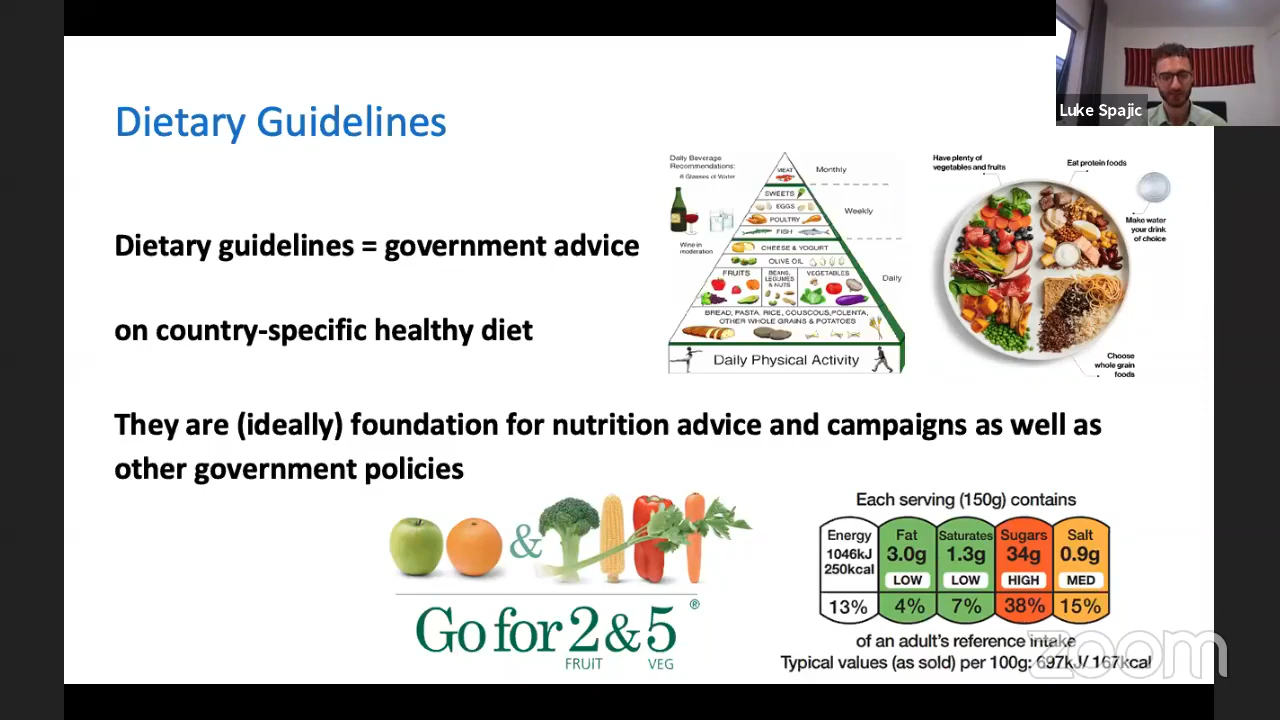 Luke Spajic
Dietary Guidelines
Dietary guidelines = government advice
on country-specific healthy diet
Daily Beverage
Recommendations:
6 Glasses of Water
Wine in
moderation
MEAT
Monthly
SWEETS
EGGS
Weekly
POULTRY
FISH
CHEESE & YOGURT
OLIVE OIL
Daily
FRUITS
BEANS,
LEGUMES
& NUTS
VEGETABLES
BREAD, PASTA, RICE, COUSCOUS, POLENTA,
OTHER WHOLE GRAINS & POTATOES
Daily Physical Activity
Have plenty of
vegetables and fruits
Eat protein foods
Make water
your drink
of choice
Choose
whole grain
foods
They are (ideally) foundation for nutrition advice and campaigns as well as
other government policies
&
Go for 2 & 5 ®
FRUIT VEG
Each serving (150g) contains
Energy Fat Saturates Sugars Salt
1046kJ 3.0g 1.3g 34g 0.9g
250kcal
LOW LOW HIGH MED
13% 4% 7% 38% 15%
of an adult's reference intake
Typical values (as sold) per 100g: 697kJ/ 167kcal
zoom